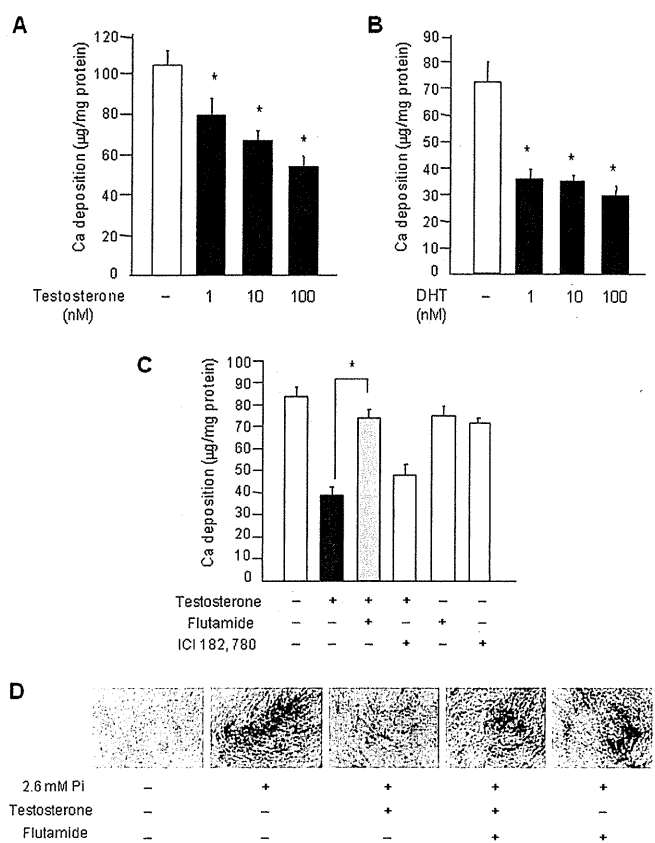 A
Ca deposition (µg/mg protein)
120
100
80
60
40
20
0
* * *
Testosterone (nM) – 1 10 100
B
Ca deposition (µg/mg protein)
90
80
70
60
50
40
30
20
10
0
* * *
DHT (nM) – 1 10 100
C
Ca deposition (µg/mg protein)
100
90
80
70
60
50
40
30
20
10
0
*
Testosterone – + + + – –
Flutamide – – + – + –
ICI 182,780 – – – + – +
D
2.6 mM Pi – + + + +
Testosterone – – + + –
Flutamide – – – + +